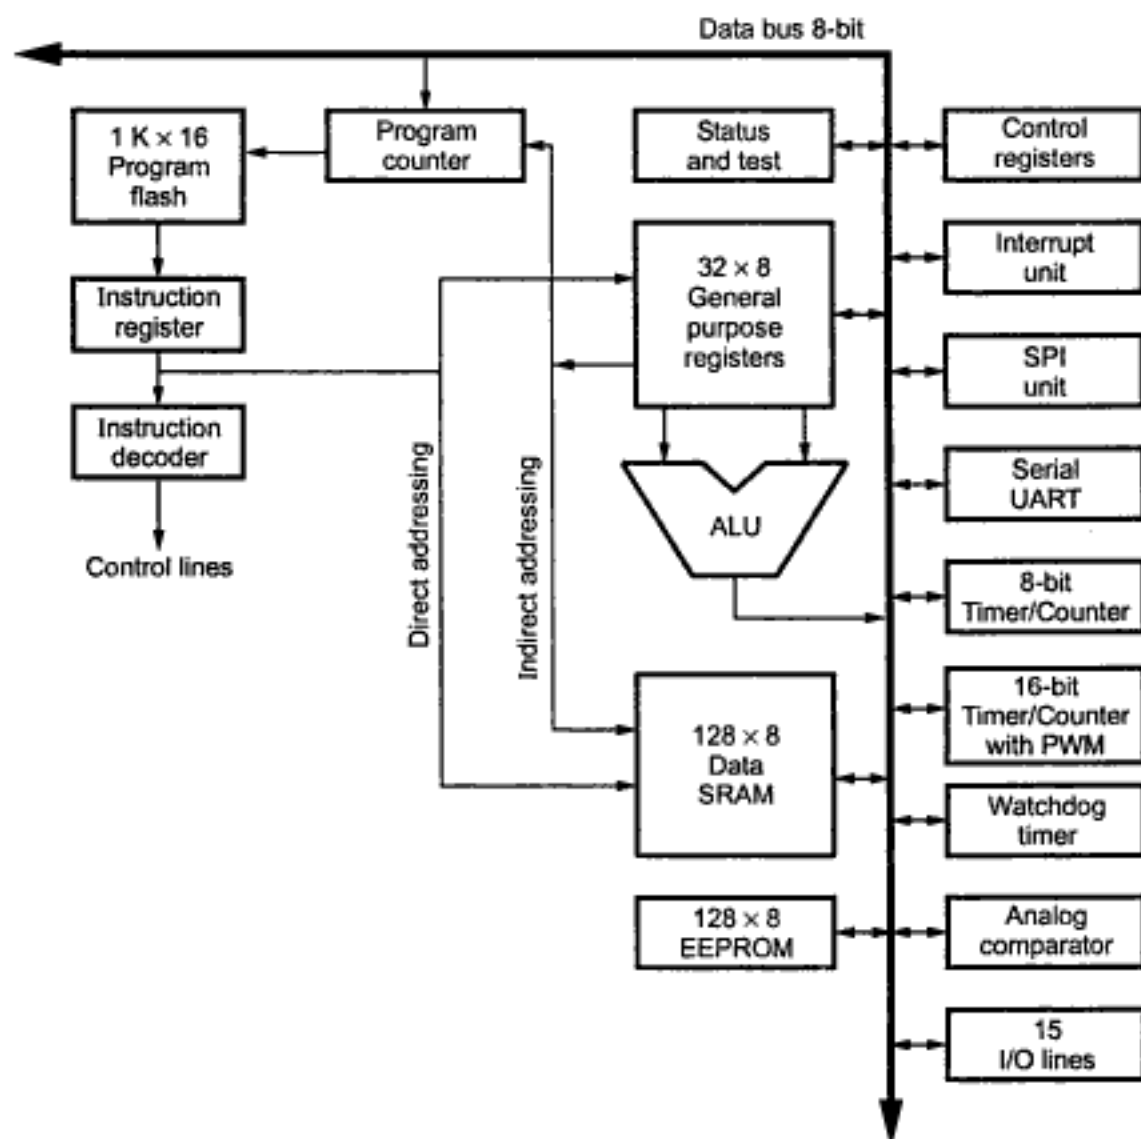 Data bus 8-bit
1 K × 16
Program
flash
Program
counter
Status
and test
Control
registers
Instruction
register
32 × 8
General
purpose
registers
Interrupt
unit
SPI
unit
Instruction
decoder
Control lines
Direct addressing
Indirect addressing
ALU
Serial
UART
8-bit
Timer/Counter
128 × 8
Data
SRAM
16-bit
Timer/Counter
with PWM
Watchdog
timer
128 × 8
EEPROM
Analog
comparator
15
I/O lines